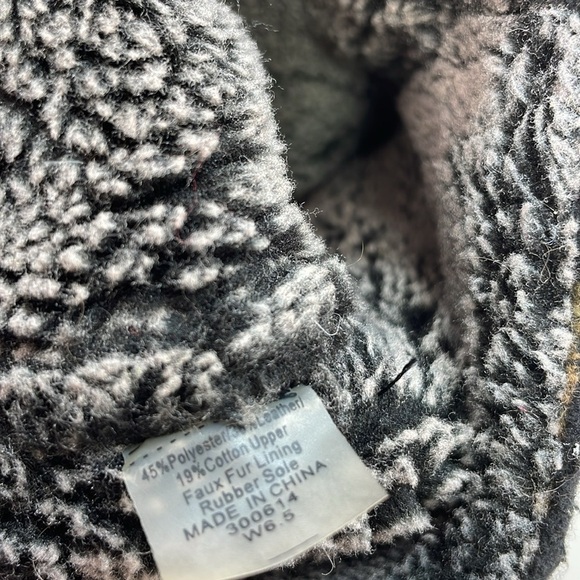 45%Polyester/ Leather/
19%Cotton Upper
Faux Fur Lining
Rubber Sole
MADE IN CHINA
300614
W6.5